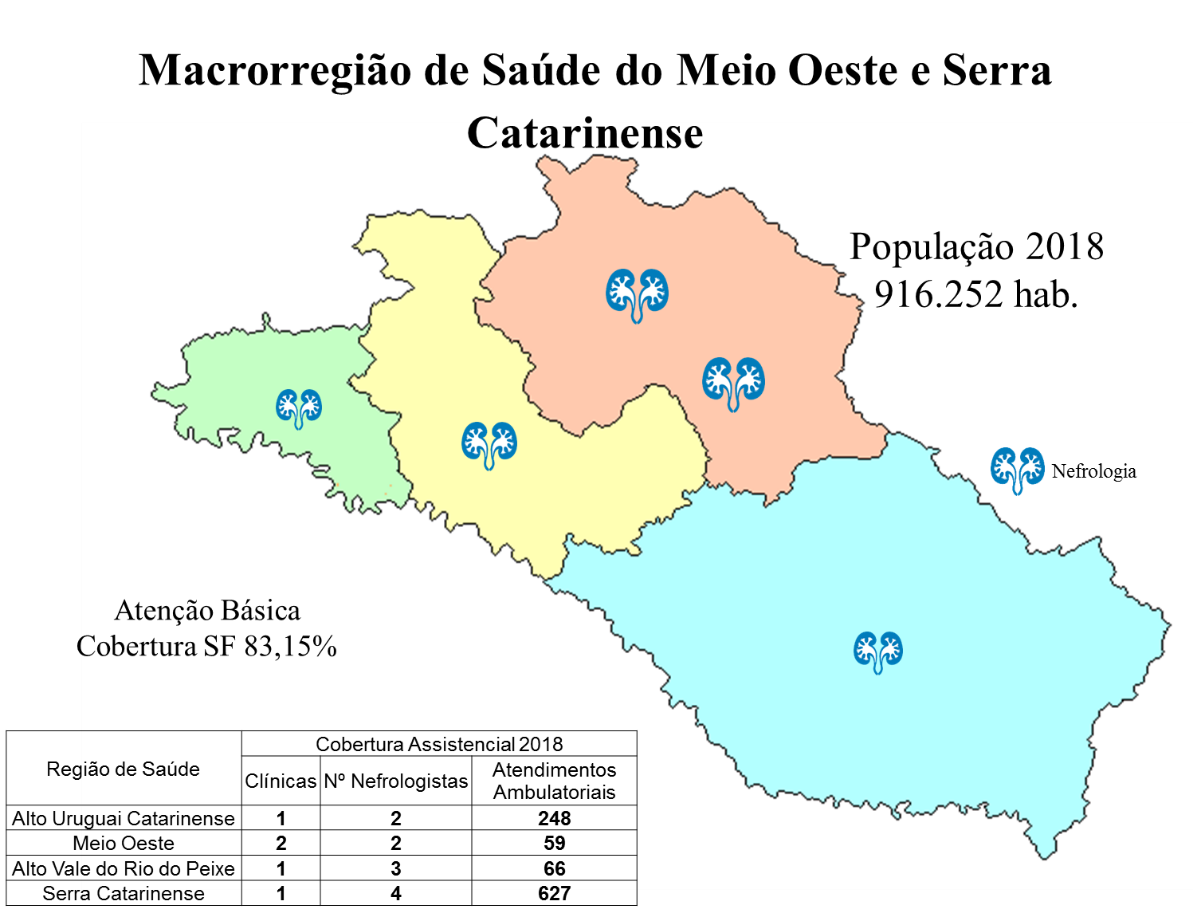 Macrorregião de Saúde do Meio Oeste e Serra
Catarinense
População 2018
916.252 hab.
Nefrologia
Atenção Básica
Cobertura SF 83,15%
Região de Saúde
Cobertura Assistencial 2018
Clínicas Nº Nefrologistas Atendimentos
Ambulatoriais
Alto Uruguai Catarinense 1 2 248
Meio Oeste 2 2 59
Alto Vale do Rio do Peixe 1 3 66
Serra Catarinense 1 4 627